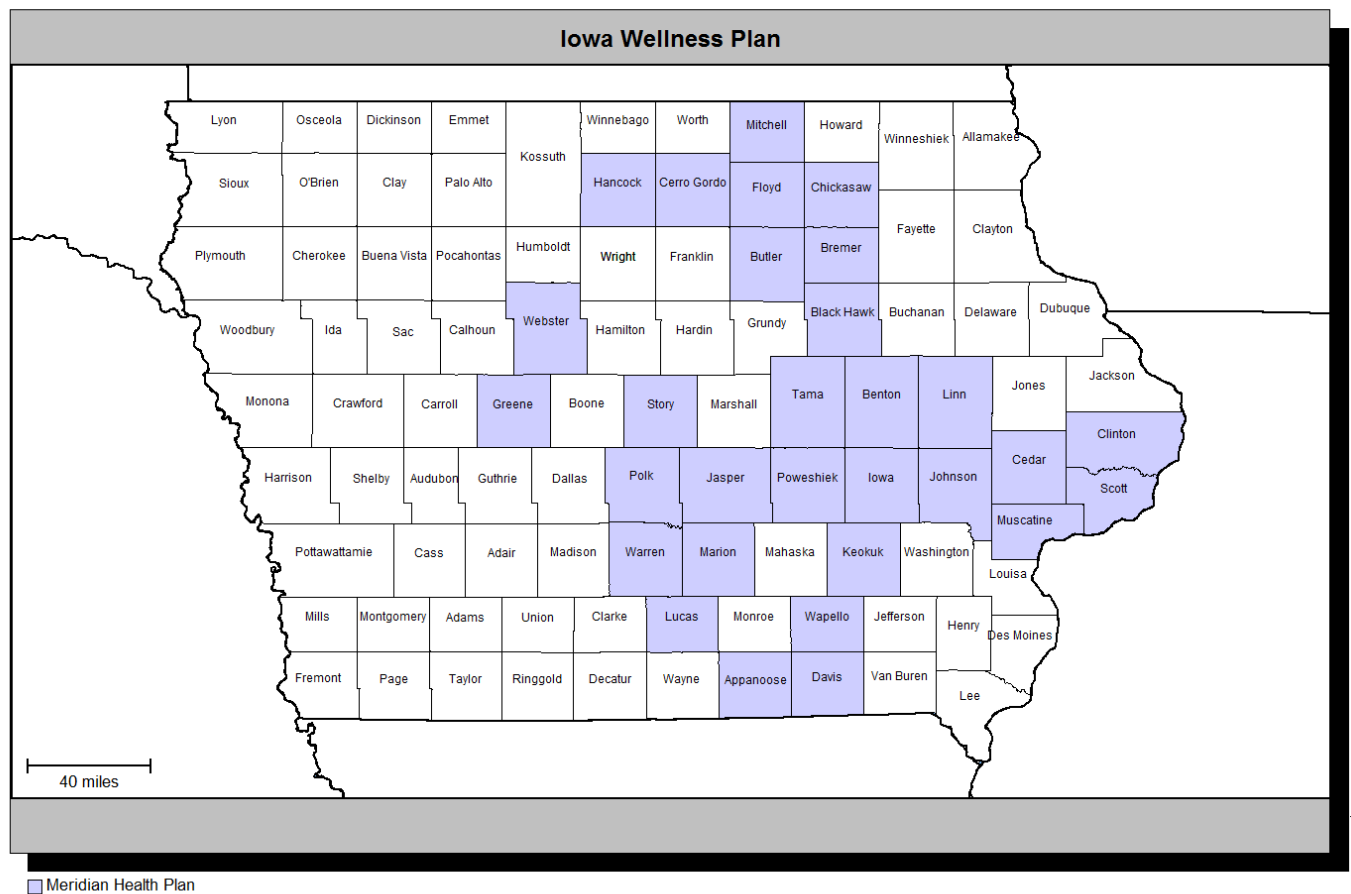 Iowa Wellness Plan
Lyon Osceola Dickinson Emmet Winnebago Worth Mitchell Howard
Kossuth Winneshiek Allamakee
Sioux O'Brien Clay Palo Alto Hancock Cerro Gordo Floyd Chickasaw
Plymouth Cherokee Buena Vista Pocahontas Humboldt Wright Franklin Butler Bremer Fayette Clayton
Woodbury Ida Sac Calhoun Webster Hamilton Hardin Grundy Black Hawk Buchanan Delaware Dubuque
Monona Crawford Carroll Greene Boone Story Marshall Tama Benton Linn Jones Jackson
Harrison Shelby Audubon Guthrie Dallas Polk Jasper Poweshiek Iowa Johnson Cedar Clinton
Scott
Muscatine
Pottawattamie Cass Adair Madison Warren Marion Mahaska Keokuk Washington Louisa
Mills Montgomery Adams Union Clarke Lucas Monroe Wapello Jefferson Henry Des Moines
Fremont Page Taylor Ringgold Decatur Wayne Appanoose Davis Van Buren Lee
40 miles
Meridian Health Plan